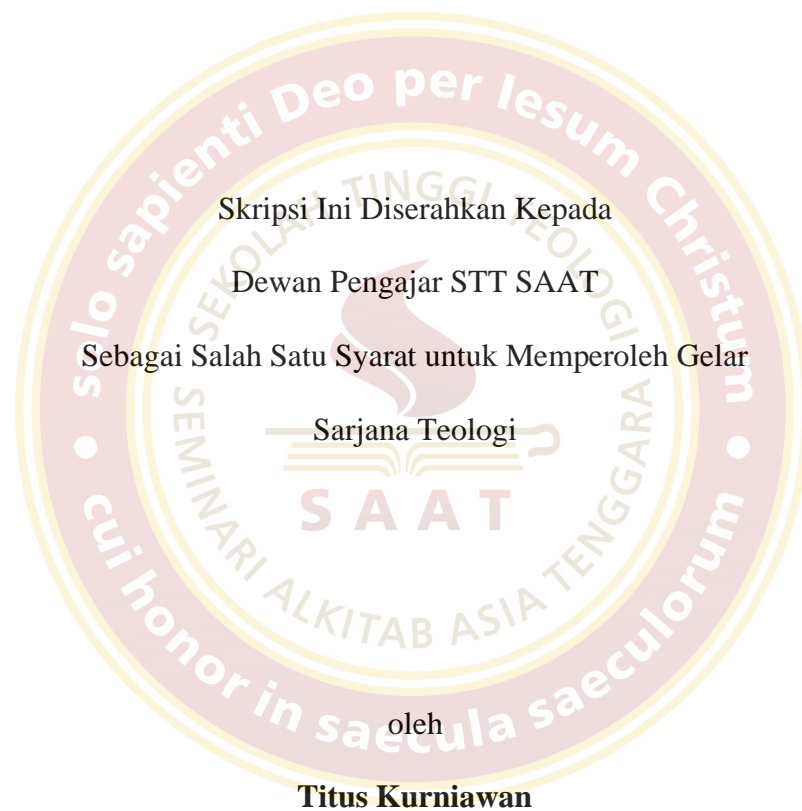 Skripsi Ini Diserahkan Kepada
Dewan Pengajar STT SAAT
Sebagai Salah Satu Syarat untuk Memperoleh Gelar
Sarjana Teologi
oleh
Titus Kurniawan
solo sapienti Deo per Iesum Christum
cui honor in saecula saeculorum
SEKOLAH TINGGI TEOLOGI
SEMINARI ALKITAB ASIA TENGGARA
SAAT